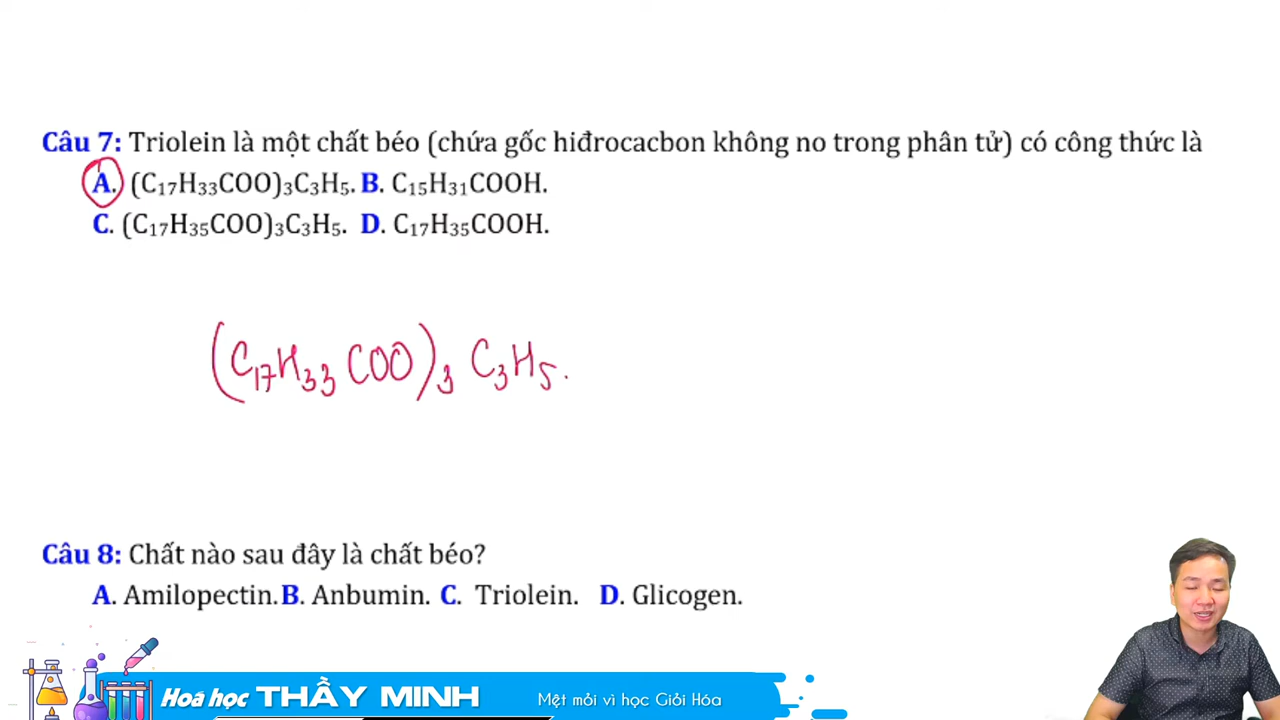 Câu 7: Triolein là một chất béo (chứa gốc hiđrocacbon không no trong phân tử) có công thức là
A. (C₁₇H₃₃COO)₃C₃H₅. B. C₁₅H₃₁COOH.
C. (C₁₇H₃₅COO)₃C₃H₅. D. C₁₇H₃₅COOH.
(C₁₇H₃₃COO)₃C₃H₅.
Câu 8: Chất nào sau đây là chất béo?
A. Amilopectin. B. Anbumin. C. Triolein. D. Glicogen.
Hoá học THẦY MINH Mệt mỏi vì học Giỏi Hóa